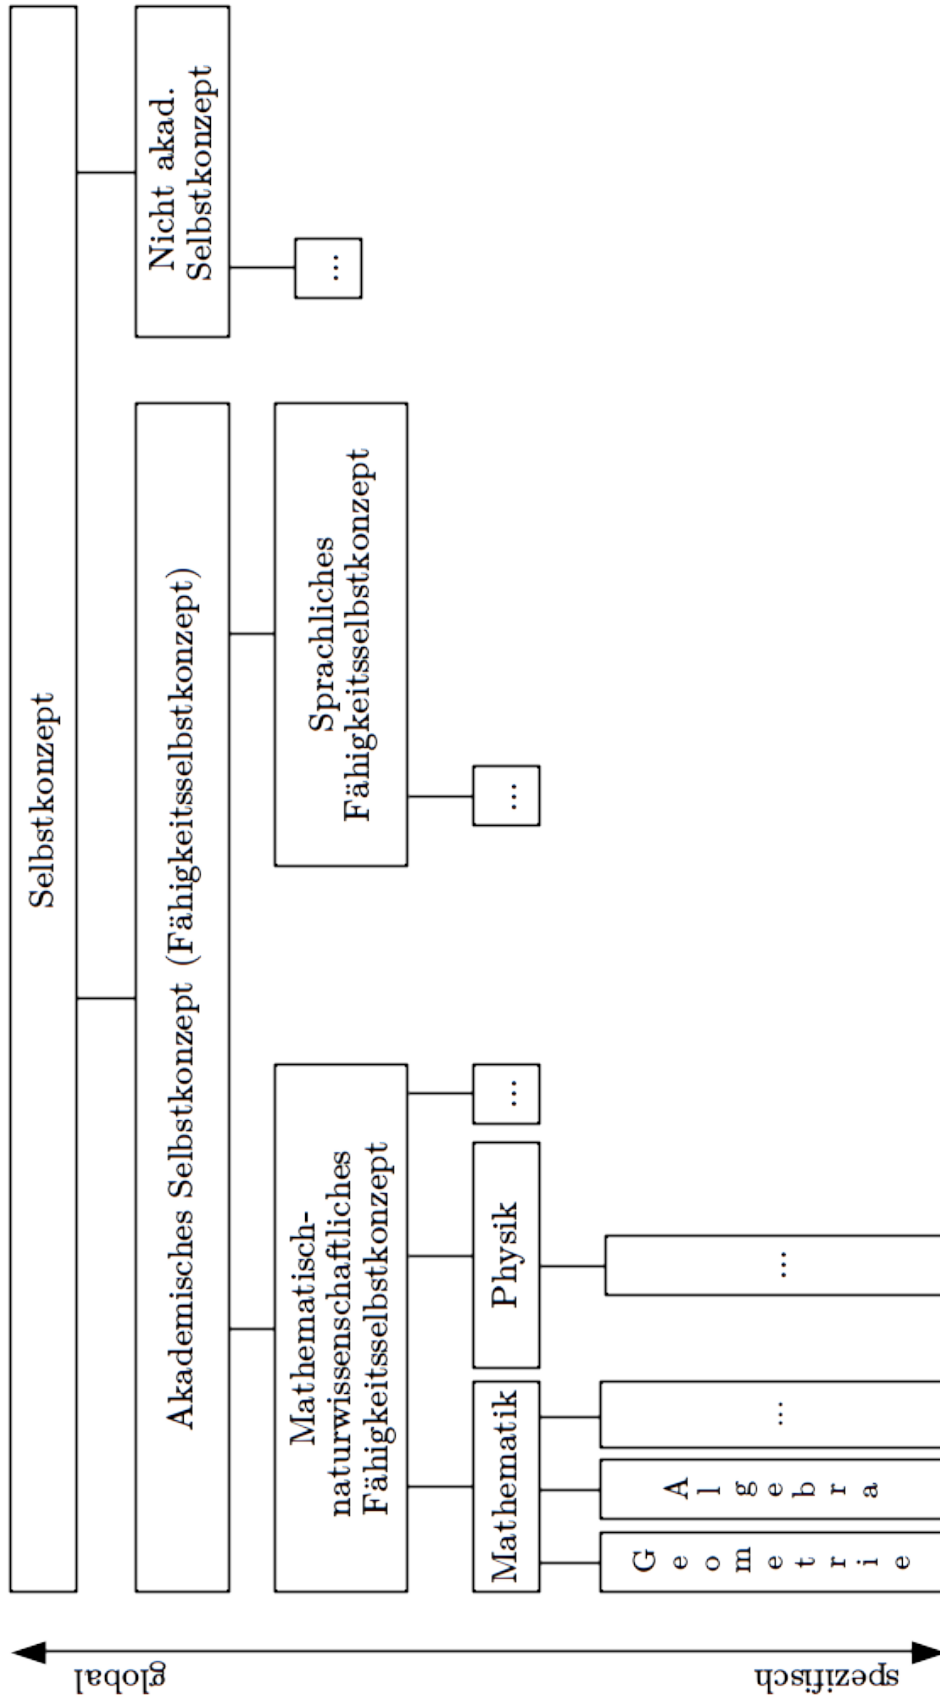 Selbstkonzept
Akademisches Selbstkonzept (Fähigkeitsselbstkonzept)
Nicht akad.
Selbstkonzept
Mathematisch-
naturwissenschaftliches
Fähigkeitsselbstkonzept
Sprachliches
Fähigkeitsselbstkonzept
...
Mathematik
Physik
...
...
Geometrie
Algebra
...
...
global
spezifisch